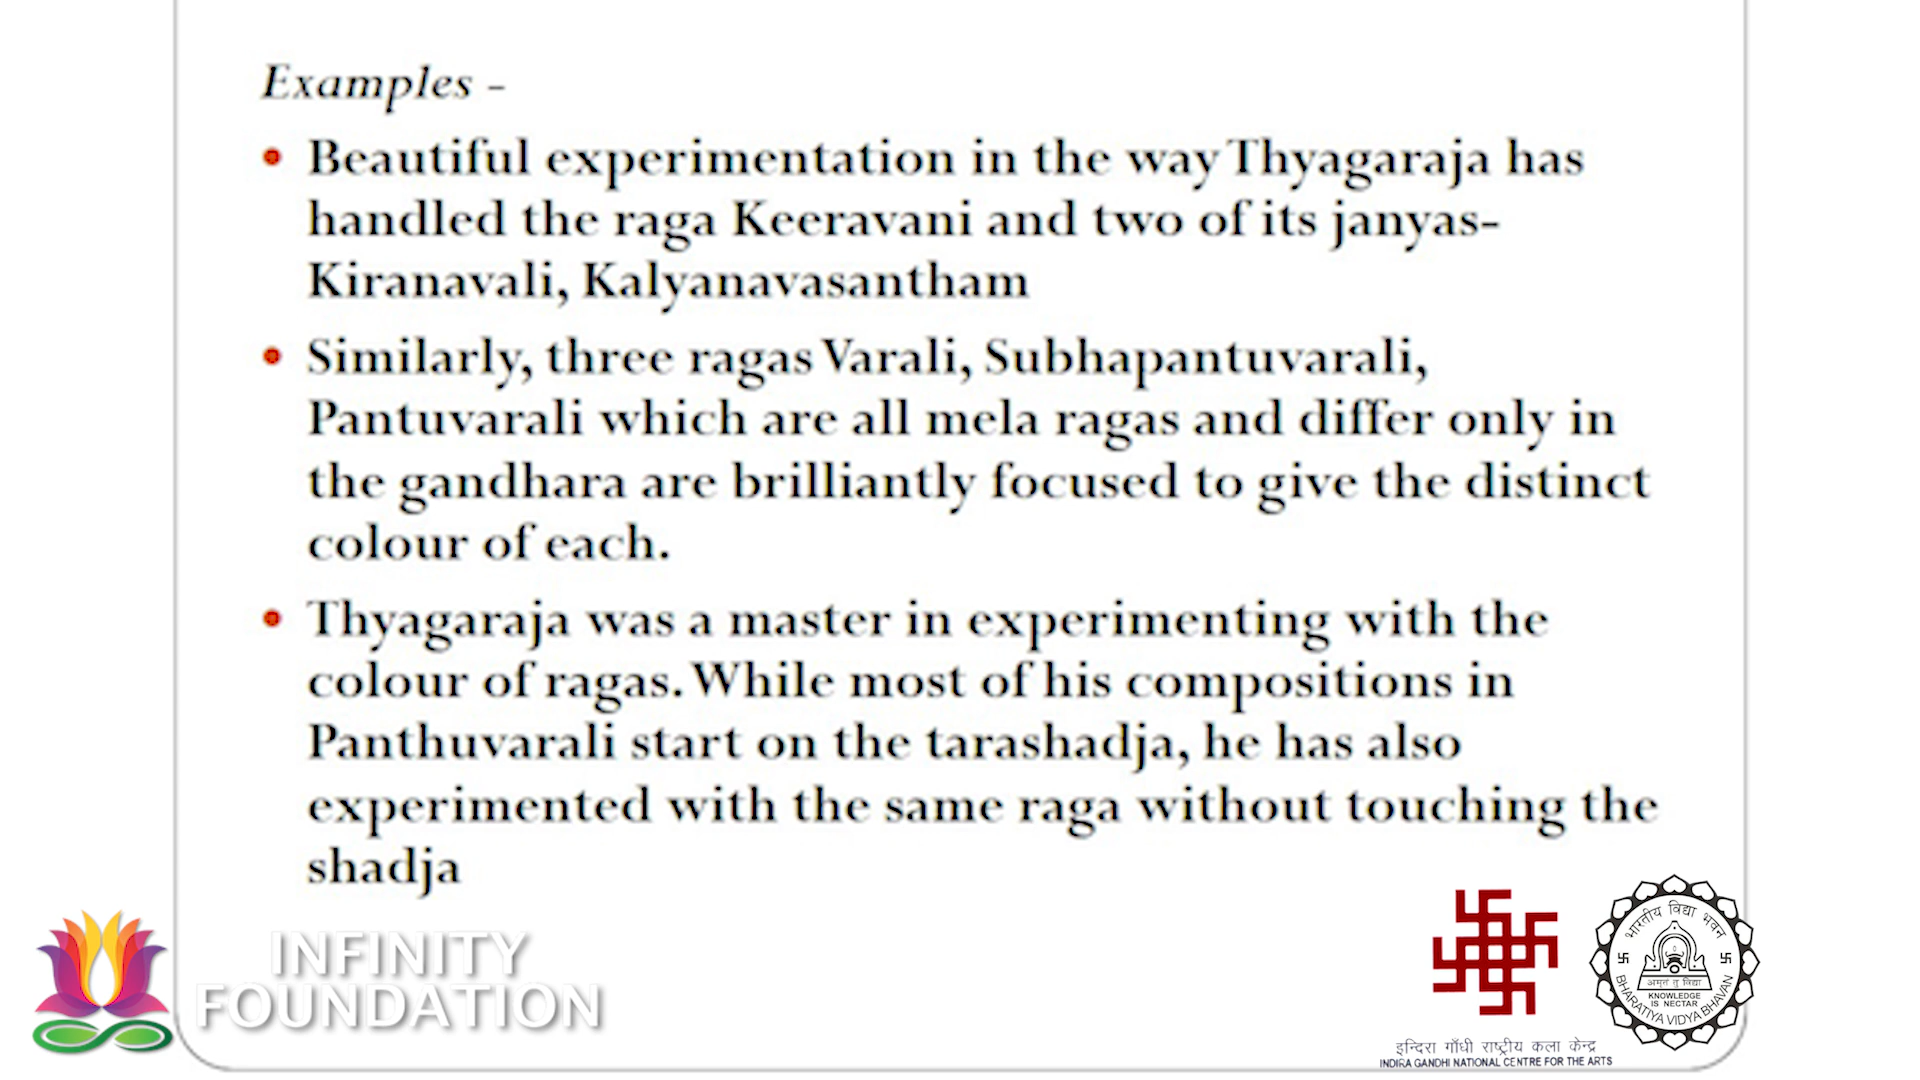 Examples -
• Beautiful experimentation in the way Thyagaraja has
handled the raga Keeravani and two of its janyas-
Kiranavali, Kalyanavasantham
• Similarly, three ragas Varali, Subhapantuvarali,
Pantuvarali which are all mela ragas and differ only in
the gandhara are brilliantly focused to give the distinct
colour of each.
• Thyagaraja was a master in experimenting with the
colour of ragas. While most of his compositions in
Panthuvarali start on the tarashadja, he has also
experimented with the same raga without touching the
shadja
INFINITY
FOUNDATION
इन्दिरा गाँधी राष्ट्रीय कला केन्द्र
INDIRA GANDHI NATIONAL CENTRE FOR THE ARTS
भारतीय विद्या भवन
अमृतं तु विद्या
KNOWLEDGE
IS NECTAR
BHARATIYA VIDYA BHAVAN